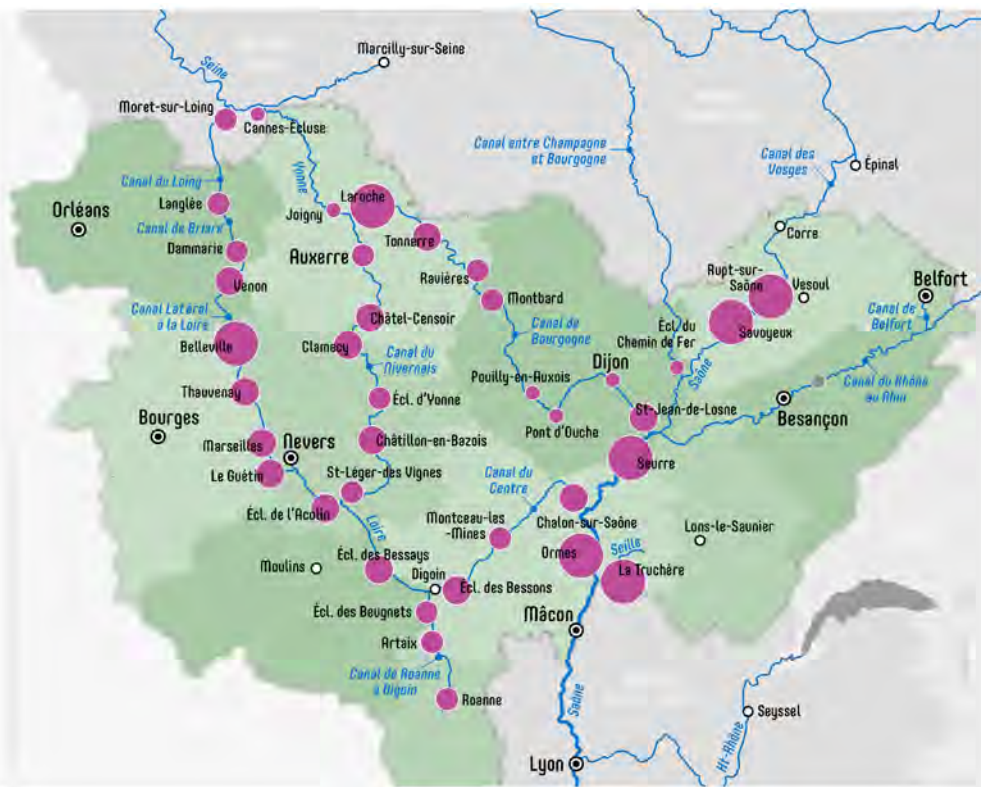 Marcilly-sur-Seine
Seine
Moret-sur-Loing
Cannes-Écluse
Canal entre Champagne
et Bourgogne
Canal des
Vosges
Épinal
Canal du Loing
Yonne
Langlée
Laroche
Orléans
Joigny
Canal de Briare
Corre
Tonnerre
Dammarie
Auxerre
Ravières
Rupt-sur-
Saône
Vesoul
Belfort
Venon
Montbard
Canal Latéral
à la Loire
Châtel-Censoir
Savoyeux
Canal de
Belfort
Belleville
Clamecy
Canal de
Bourgogne
Écl du
Chemin de Fer
Canal du
Nivernais
Dijon
Saône
Pouilly-en-Auxois
Canal du Rhône
au Rhin
Thauvenay
Écl. d'Yonne
Besançon
St-Jean-de-Losne
Pont d'Ouche
Bourges
Marseilles
Nevers
Châtillon-en-Bazois
Seurre
Le Guétin
St-Léger-des Vignes
Canal du
Centre
Écl. de l'Acolin
Loire
Montceau-les
-Mines
Chalon-sur-Saône
Lons-le-Saunier
Ormes
Seille
Moulins
Écl. des Bessays
Digoin
La Truchère
Écl. des Bessons
Écl. des Beugnets
Mâcon
Artaix
Canal de Roanne
à Digoin
Roanne
Saône
Seyssel
Ht-Rhône
Lyon